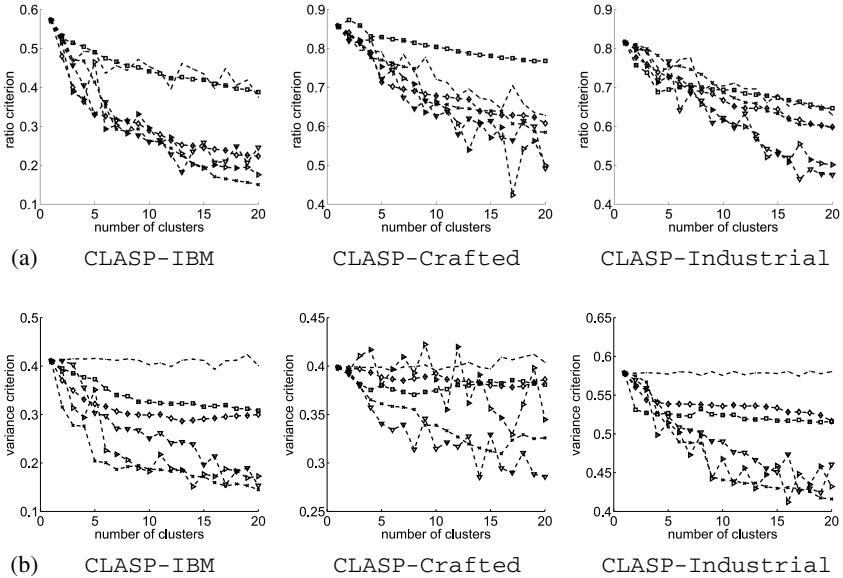 0.6
0.5
0.4
0.3
0.2
0.1
ratio criterion
0 5 10 15 20
number of clusters
0.9
0.8
0.7
0.6
0.5
0.4
ratio criterion
0 5 10 15 20
number of clusters
0.9
0.8
0.7
0.6
0.5
0.4
ratio criterion
0 5 10 15 20
number of clusters
(a) CLASP-IBM CLASP-Crafted CLASP-Industrial
0.5
0.4
0.3
0.2
0.1
variance criterion
0 5 10 15 20
number of clusters
0.45
0.4
0.35
0.3
0.25
variance criterion
0 5 10 15 20
number of clusters
0.65
0.6
0.55
0.5
0.45
0.4
variance criterion
0 5 10 15 20
number of clusters
(b) CLASP-IBM CLASP-Crafted CLASP-Industrial